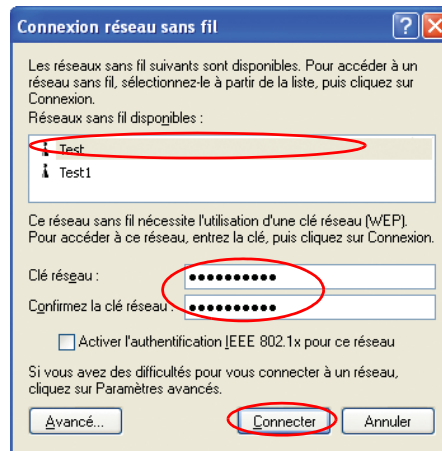 Connexion réseau sans fil
Les réseaux sans fil suivants sont disponibles. Pour accéder à un
réseau sans fil, sélectionnez-le à partir de la liste, puis cliquez sur
Connexion.
Réseaux sans fil disponibles :
Test
Test1
Ce réseau sans fil nécessite l'utilisation d'une clé réseau (WEP).
Pour accéder à ce réseau, entrez la clé, puis cliquez sur Connexion.
Clé réseau : ●●●●●●●●●●
Confirmez la clé réseau : ●●●●●●●●●●
Activer l'authentification IEEE 802.1x pour ce réseau
Si vous avez des difficultés pour vous connecter à un réseau,
cliquez sur Paramètres avancés.
Avancé... Connecter Annuler